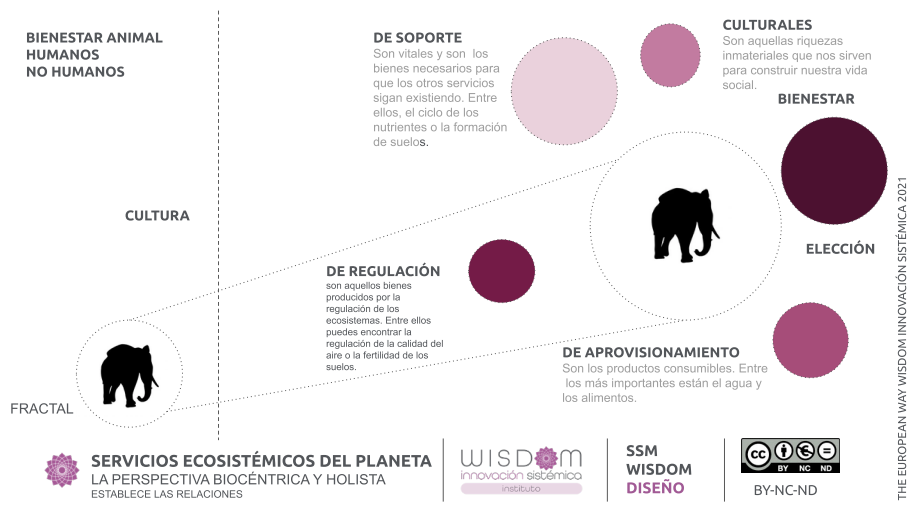 BIENESTAR ANIMAL
HUMANOS
NO HUMANOS
CULTURA
FRACTAL
DE SOPORTE
Son vitales y son los
bienes necesarios para
que los otros servicios
sigan existiendo. Entre
ellos, el ciclo de los
nutrientes o la formación
de suelos.
CULTURALES
Son aquellas riquezas
inmateriales que nos sirven
para construir nuestra vida
social.
BIENESTAR
ELECCIÓN
DE REGULACIÓN
son aquellos bienes
producidos por la
regulación de los
ecosistemas. Entre ellos
puedes encontrar la
regulación de la calidad del
aire o la fertilidad de los
suelos.
DE APROVISIONAMIENTO
Son los productos consumibles. Entre
los más importantes están el agua y
los alimentos.
THE EUROPEAN WAY WISDOM INNOVACIÓN SISTÉMICA 2021
SERVICIOS ECOSISTÉMICOS DEL PLANETA
LA PERSPECTIVA BIOCÉNTRICA Y HOLISTA
ESTABLECE LAS RELACIONES
WISDOM
innovación sistémica
instituto
SSM
WISDOM
DISEÑO
cc
BY NC ND
BY-NC-ND